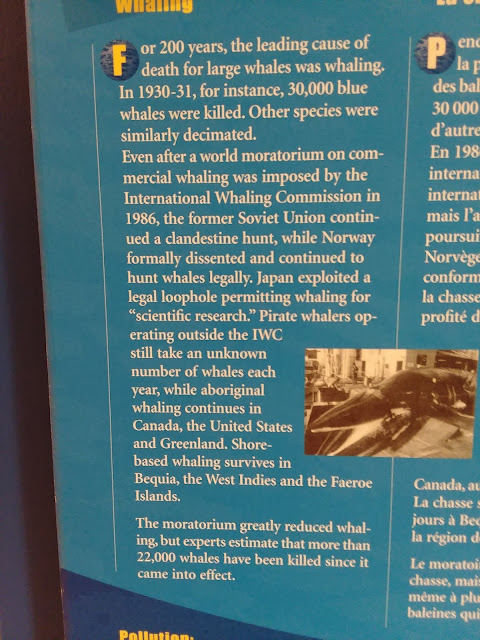 Whaling
For 200 years, the leading cause of
death for large whales was whaling.
In 1930-31, for instance, 30,000 blue
whales were killed. Other species were
similarly decimated.
Even after a world moratorium on com-
mercial whaling was imposed by the
International Whaling Commission in
1986, the former Soviet Union contin-
ued a clandestine hunt, while Norway
formally dissented and continued to
hunt whales legally. Japan exploited a
legal loophole permitting whaling for
“scientific research.” Pirate whalers op-
erating outside the IWC
still take an unknown
number of whales each
year, while aboriginal
whaling continues in
Canada, the United States
and Greenland. Shore-
based whaling survives in
Bequia, the West Indies and the Faeroe
Islands.
The moratorium greatly reduced whal-
ing, but experts estimate that more than
22,000 whales have been killed since it
came into effect.
Pollution:
La
Pen
la p
des bal
30 000
d'autre
En 198
interna
internat
mais l'a
poursui
Norvège
conform
la chasse
profité d
Canada, au
La chasse s
jours à Bec
la région d
Le moratoi
chasse, mais
même à plu
baleines qui